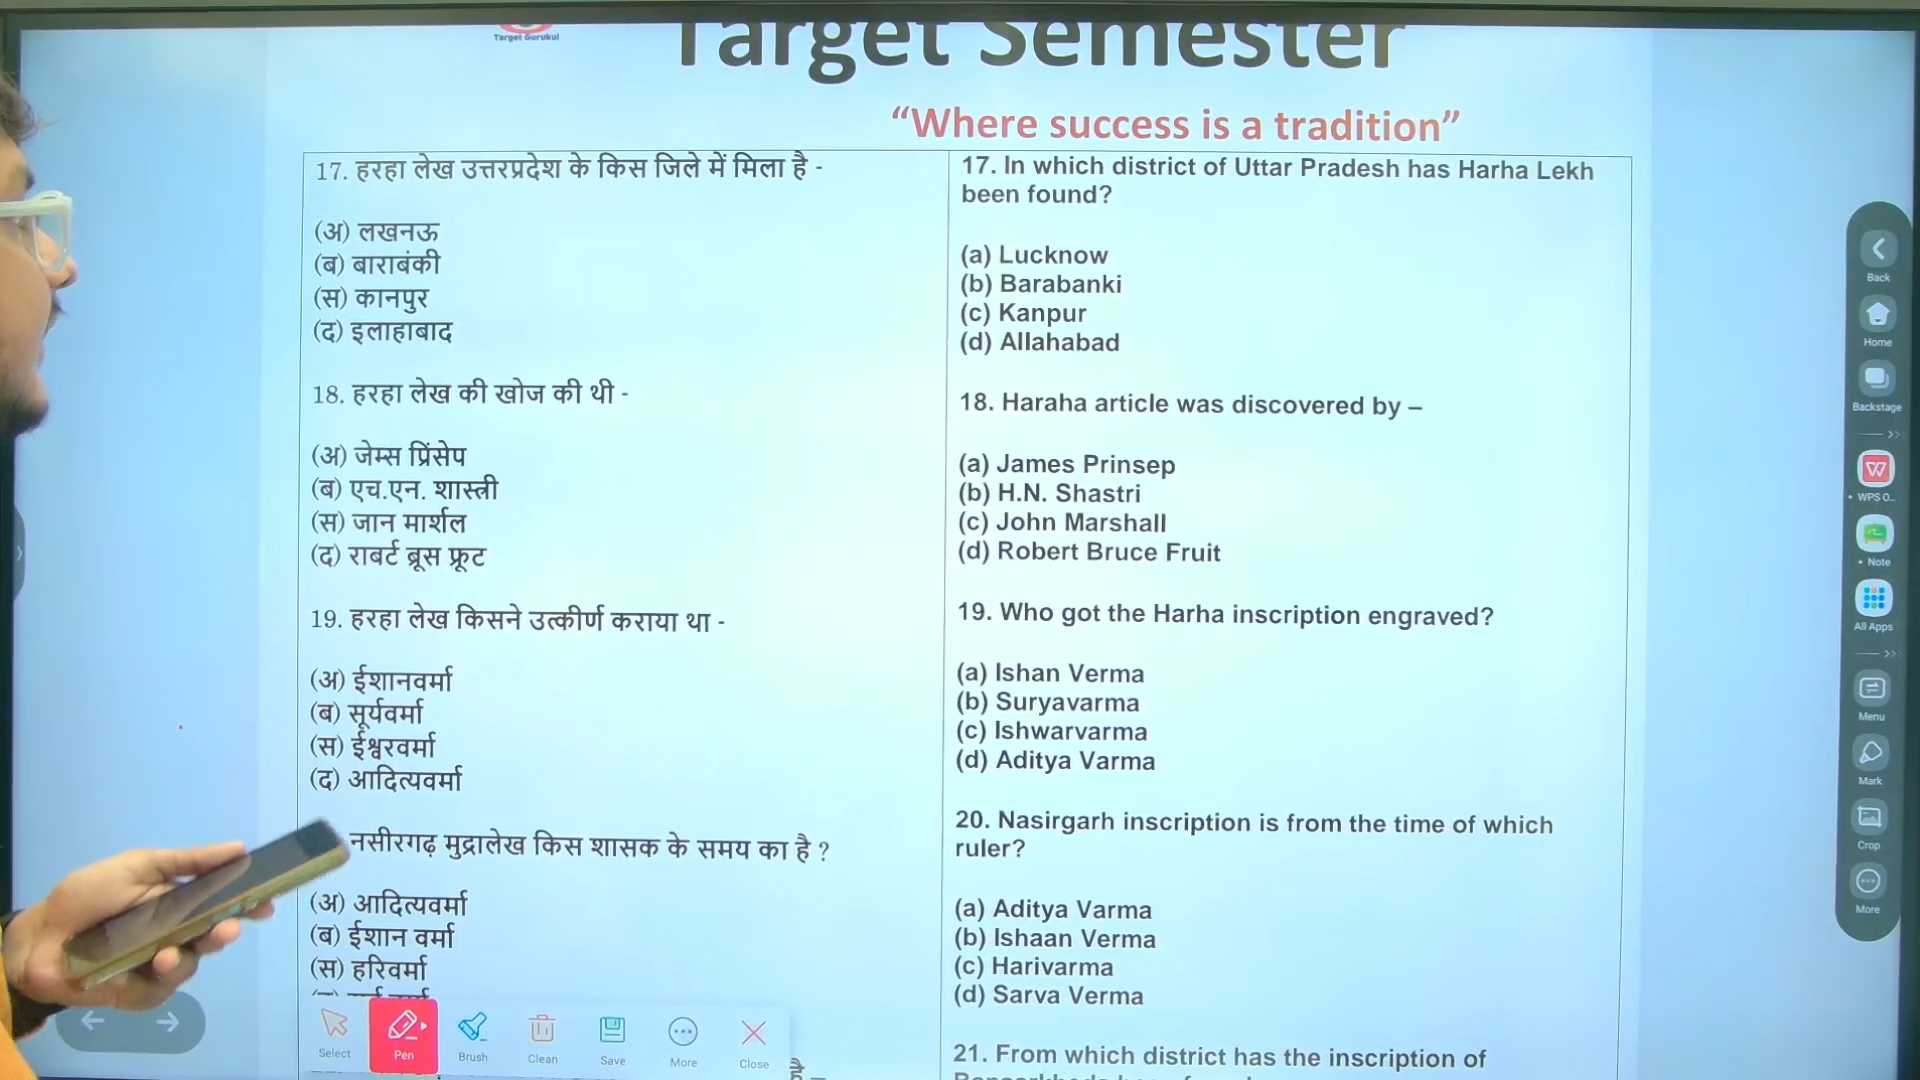 Target Gurukul
Target Semester
“Where success is a tradition”
17. हरहा लेख उत्तरप्रदेश के किस जिले में मिला है -
(अ) लखनऊ
(ब) बाराबंकी
(स) कानपुर
(द) इलाहाबाद
18. हरहा लेख की खोज की थी -
(अ) जेम्स प्रिंसेप
(ब) एच.एन. शास्त्री
(स) जान मार्शल
(द) राबर्ट ब्रूस फ्रूट
19. हरहा लेख किसने उत्कीर्ण कराया था -
(अ) ईशानवर्मा
(ब) सूर्यवर्मा
(स) ईश्वरवर्मा
(द) आदित्यवर्मा
नसीरगढ़ मुद्रालेख किस शासक के समय का है ?
(अ) आदित्यवर्मा
(ब) ईशान वर्मा
(स) हरिवर्मा
17. In which district of Uttar Pradesh has Harha Lekh
been found?
(a) Lucknow
(b) Barabanki
(c) Kanpur
(d) Allahabad
18. Haraha article was discovered by –
(a) James Prinsep
(b) H.N. Shastri
(c) John Marshall
(d) Robert Bruce Fruit
19. Who got the Harha inscription engraved?
(a) Ishan Verma
(b) Suryavarma
(c) Ishwarvarma
(d) Aditya Varma
20. Nasirgarh inscription is from the time of which
ruler?
(a) Aditya Varma
(b) Ishaan Verma
(c) Harivarma
(d) Sarva Verma
21. From which district has the inscription of
Back
Home
Backstage
WPS O...
Note
All Apps
Menu
Mark
Crop
More
Select
Pen
Brush
Clean
Save
More
Close